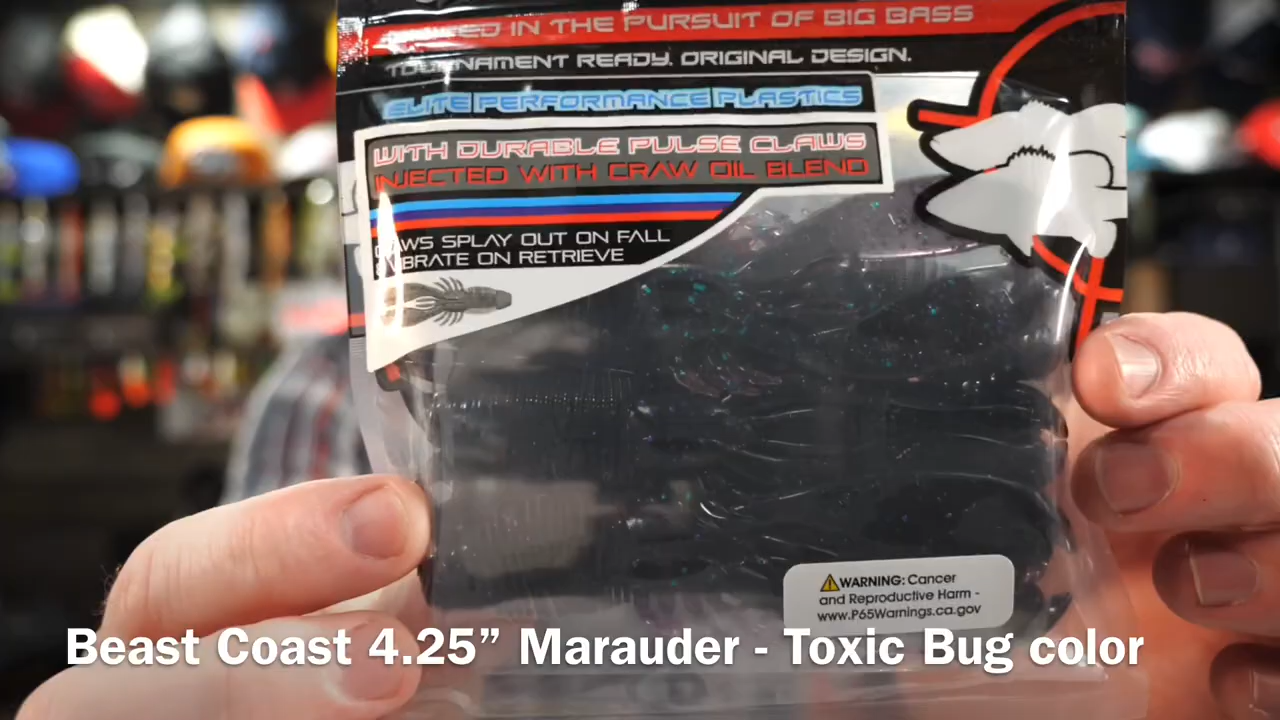 IN THE PURSUIT OF BIG BASS
TOURNAMENT READY. ORIGINAL DESIGN.
ELITE PERFORMANCE PLASTICS
WITH DURABLE PULSE CLAWS
INJECTED WITH CRAW OIL BLEND
CLAWS SPLAY OUT ON FALL
VIBRATE ON RETRIEVE
WARNING: Cancer
and Reproductive Harm -
www.P65Warnings.ca.gov
Beast Coast 4.25” Marauder - Toxic Bug color